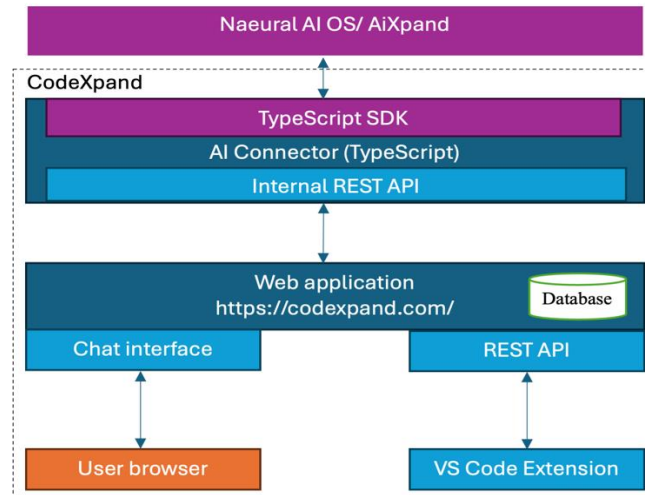 Naeural AI OS/ AiXpand
CodeXpand
TypeScript SDK
AI Connector (TypeScript)
Internal REST API
Web application
https://codexpand.com/
Database
Chat interface
REST API
User browser
VS Code Extension